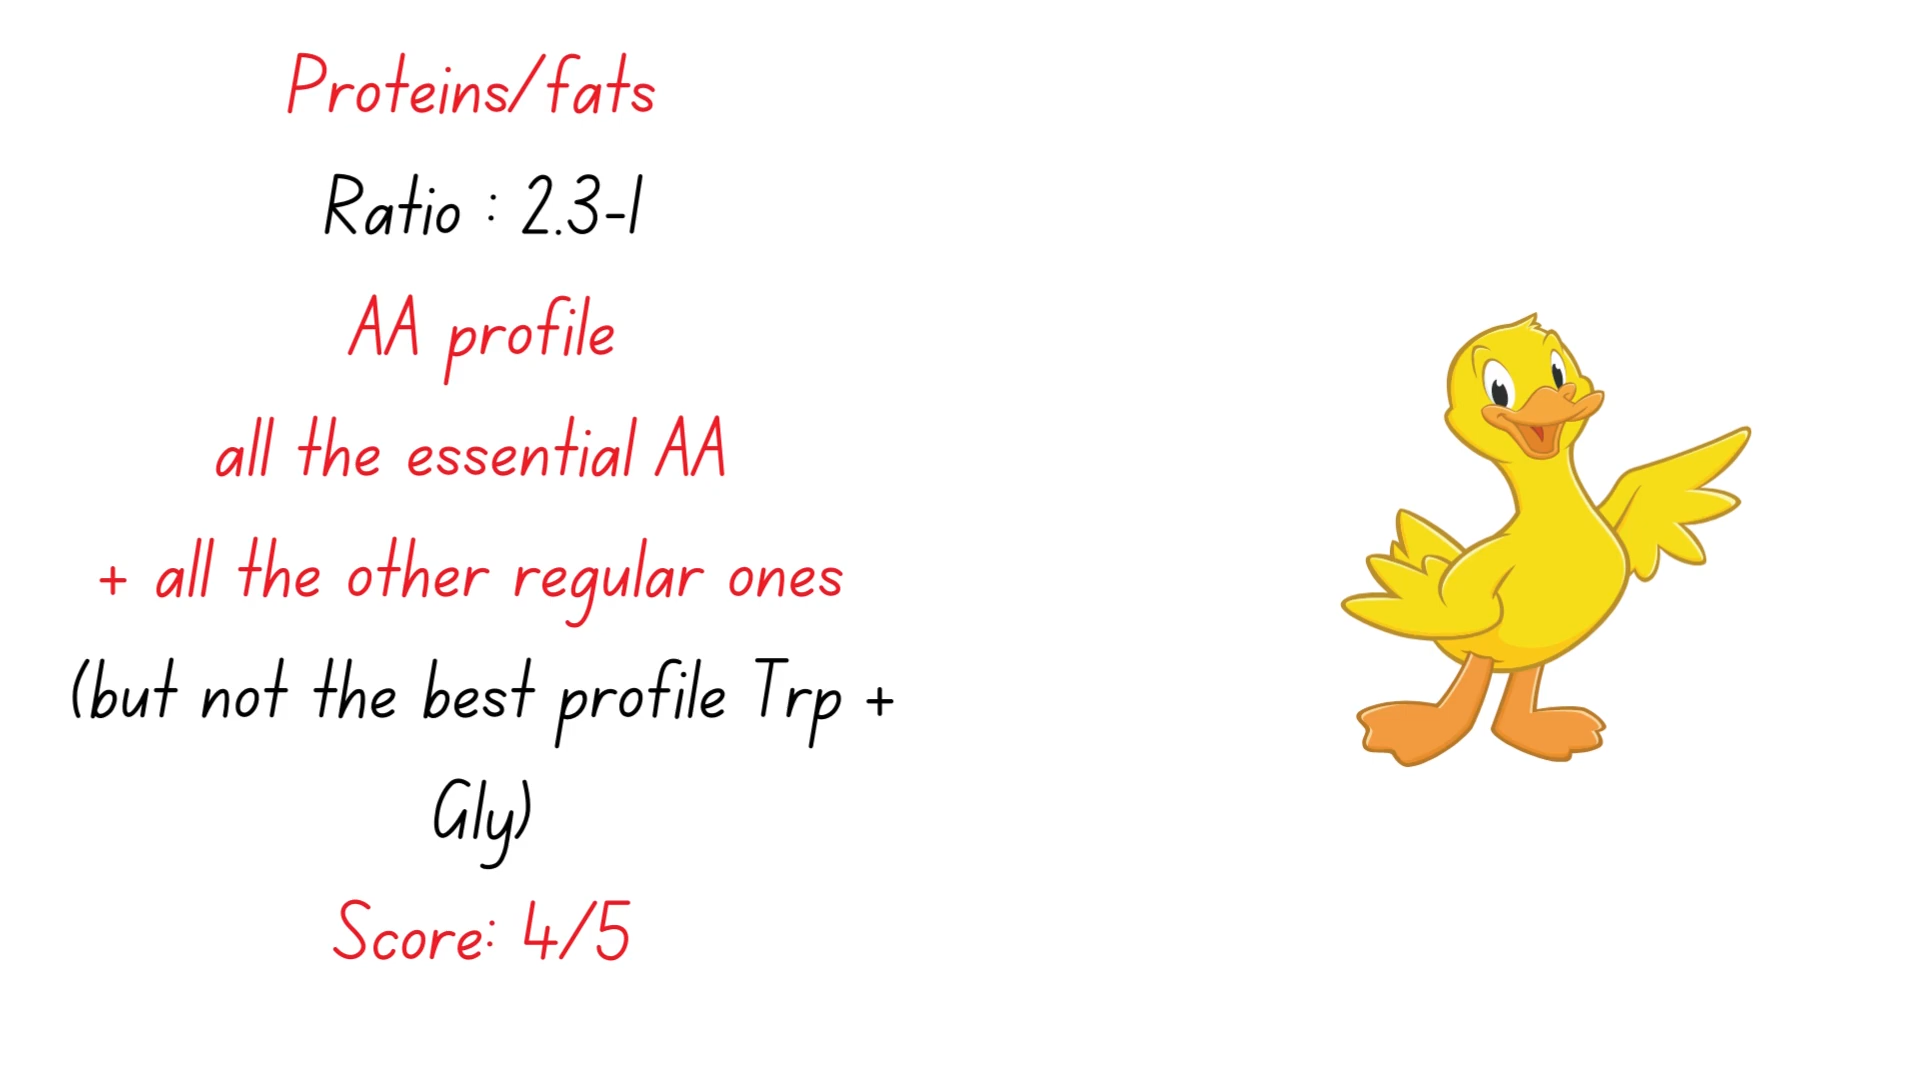 Proteins/fats
Ratio : 2.3-1
AA profile
all the essential AA
+ all the other regular ones
(but not the best profile Trp +
Gly)
Score: 4/5